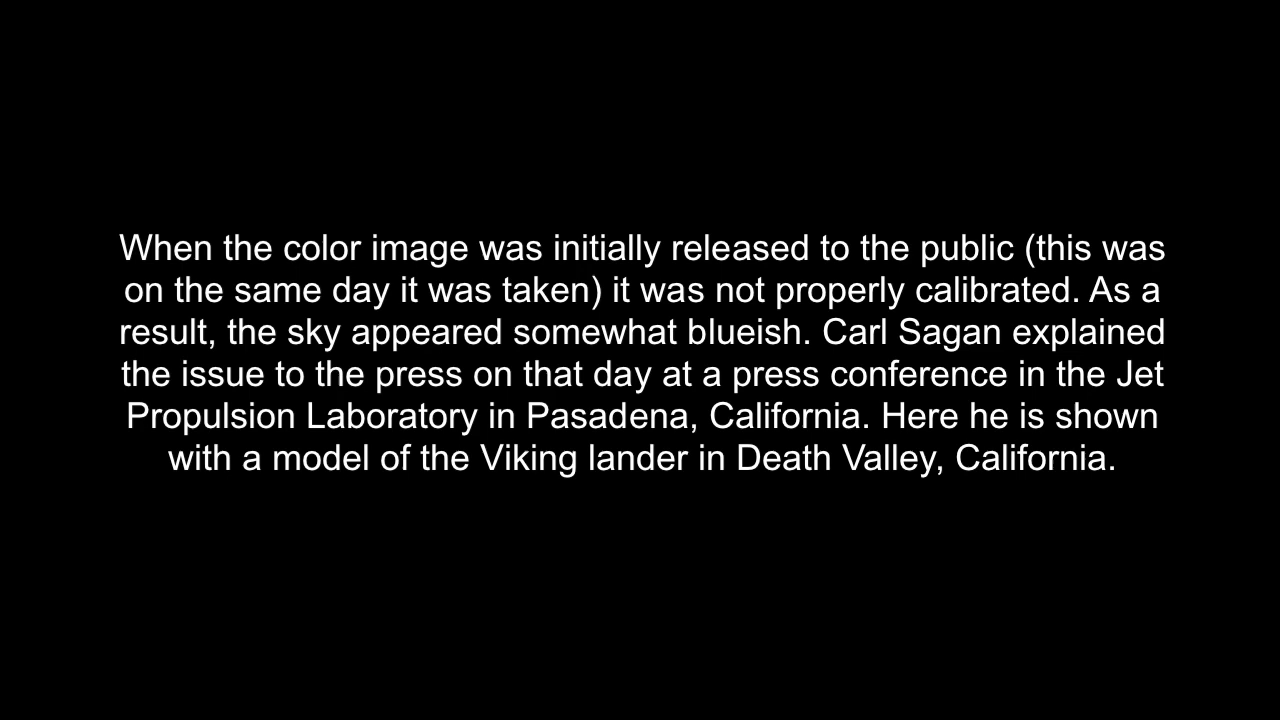 When the color image was initially released to the public (this was
on the same day it was taken) it was not properly calibrated. As a
result, the sky appeared somewhat blueish. Carl Sagan explained
the issue to the press on that day at a press conference in the Jet
Propulsion Laboratory in Pasadena, California. Here he is shown
with a model of the Viking lander in Death Valley, California.